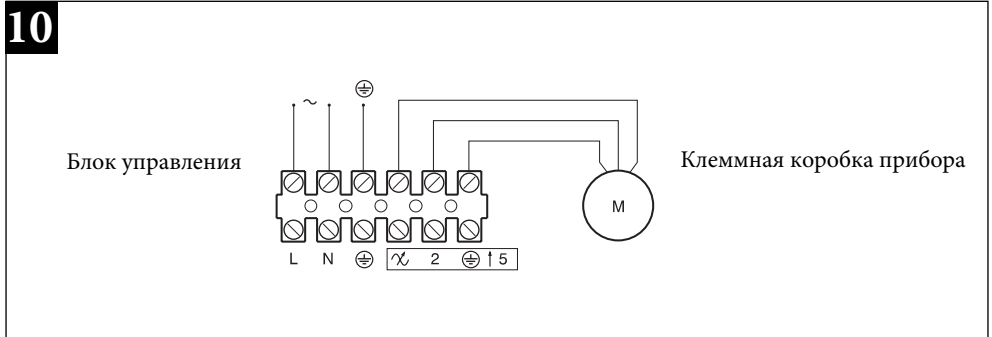 10
~
Блок управления
Клеммная коробка прибора
M
L N 2 ↑ 5